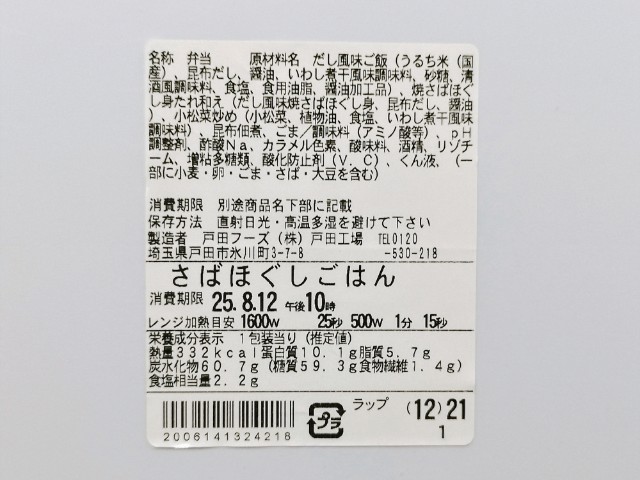 名称　弁当　　原材料名　だし風味ご飯（うるち米（国
産）、昆布だし、醤油、いわし煮干風味調味料、砂糖、清
酒風調味料、食塩、食用油脂、醤油加工品）、焼さばほぐ
し身たれ和え（だし風味焼さばほぐし身、昆布だし、醤油
）、小松菜炒め（小松菜、植物油、食塩、いわし煮干風味
調味料）、昆布佃煮、ごま／調味料（アミノ酸等）、ｐＨ
調整剤、酢酸Ｎａ、カラメル色素、酸味料、酒精、リゾチ
ーム、増粘多糖類、酸化防止剤（Ｖ．Ｃ）、くん液、（一
部に小麦・卵・ごま・さば・大豆を含む）
消費期限　別途商品名下部に記載
保存方法　直射日光・高温多湿を避けて下さい
製造者　戸田フーズ（株）戸田工場　TEL0120
埼玉県戸田市氷川町3-7-8　-530-218
さばほぐしごはん
消費期限 25.8.12 午後10時
レンジ加熱目安 1600W 25秒 500W 1分 15秒
栄養成分表示　１包装当り（推定値）
熱量３３２ｋｃａｌ蛋白質１０．１ｇ脂質５．７ｇ
炭水化物６０．７ｇ（糖質５９．３ｇ食物繊維１．４ｇ）
食塩相当量２．２ｇ
プラ ラップ (12) 21
2006141324218 1